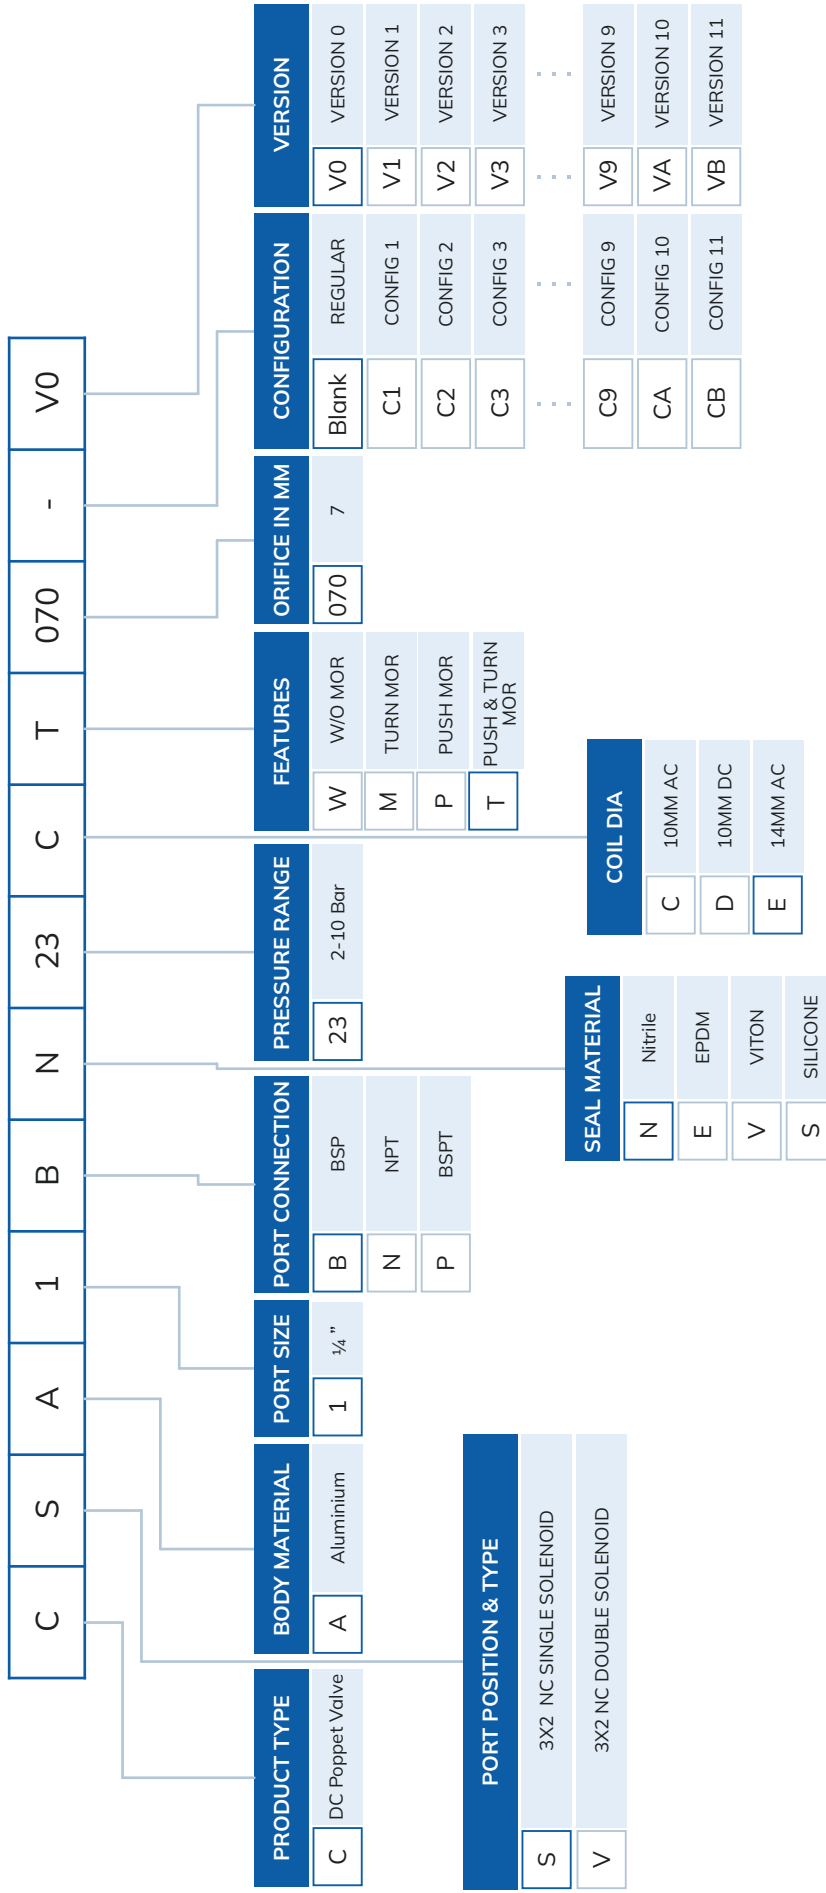 C S A 1 B N 23 C T 070 - V0
PRODUCT TYPE
C DC Poppet Valve
PORT POSITION & TYPE
S 3X2 NC SINGLE SOLENOID
V 3X2 NC DOUBLE SOLENOID
BODY MATERIAL
A Aluminium
PORT SIZE
1 ¼ ”
PORT CONNECTION
B BSP
N NPT
P BSPT
SEAL MATERIAL
N Nitrile
E EPDM
V VITON
S SILICONE
PRESSURE RANGE
23 2-10 Bar
COIL DIA
C 10MM AC
D 10MM DC
E 14MM AC
FEATURES
W W/O MOR
M TURN MOR
P PUSH MOR
T PUSH & TURN
MOR
ORIFICE IN MM
070 7
CONFIGURATION
Blank REGULAR
C1 CONFIG 1
C2 CONFIG 2
C3 CONFIG 3
... ...
C9 CONFIG 9
CA CONFIG 10
CB CONFIG 11
VERSION
V0 VERSION 0
V1 VERSION 1
V2 VERSION 2
V3 VERSION 3
... ...
V9 VERSION 9
VA VERSION 10
VB VERSION 11